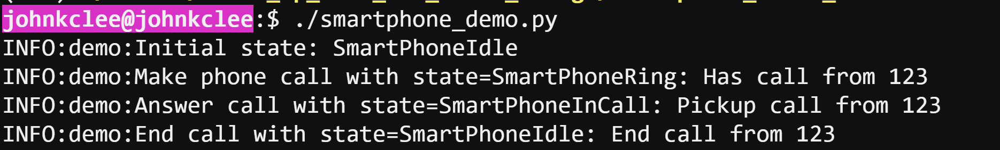 johnkclee@johnkclee:$ ./smartphone_demo.py
INFO:demo:Initial state: SmartPhoneIdle
INFO:demo:Make phone call with state=SmartPhoneRing: Has call from 123
INFO:demo:Answer call with state=SmartPhoneInCall: Pickup call from 123
INFO:demo:End call with state=SmartPhoneIdle: End call from 123